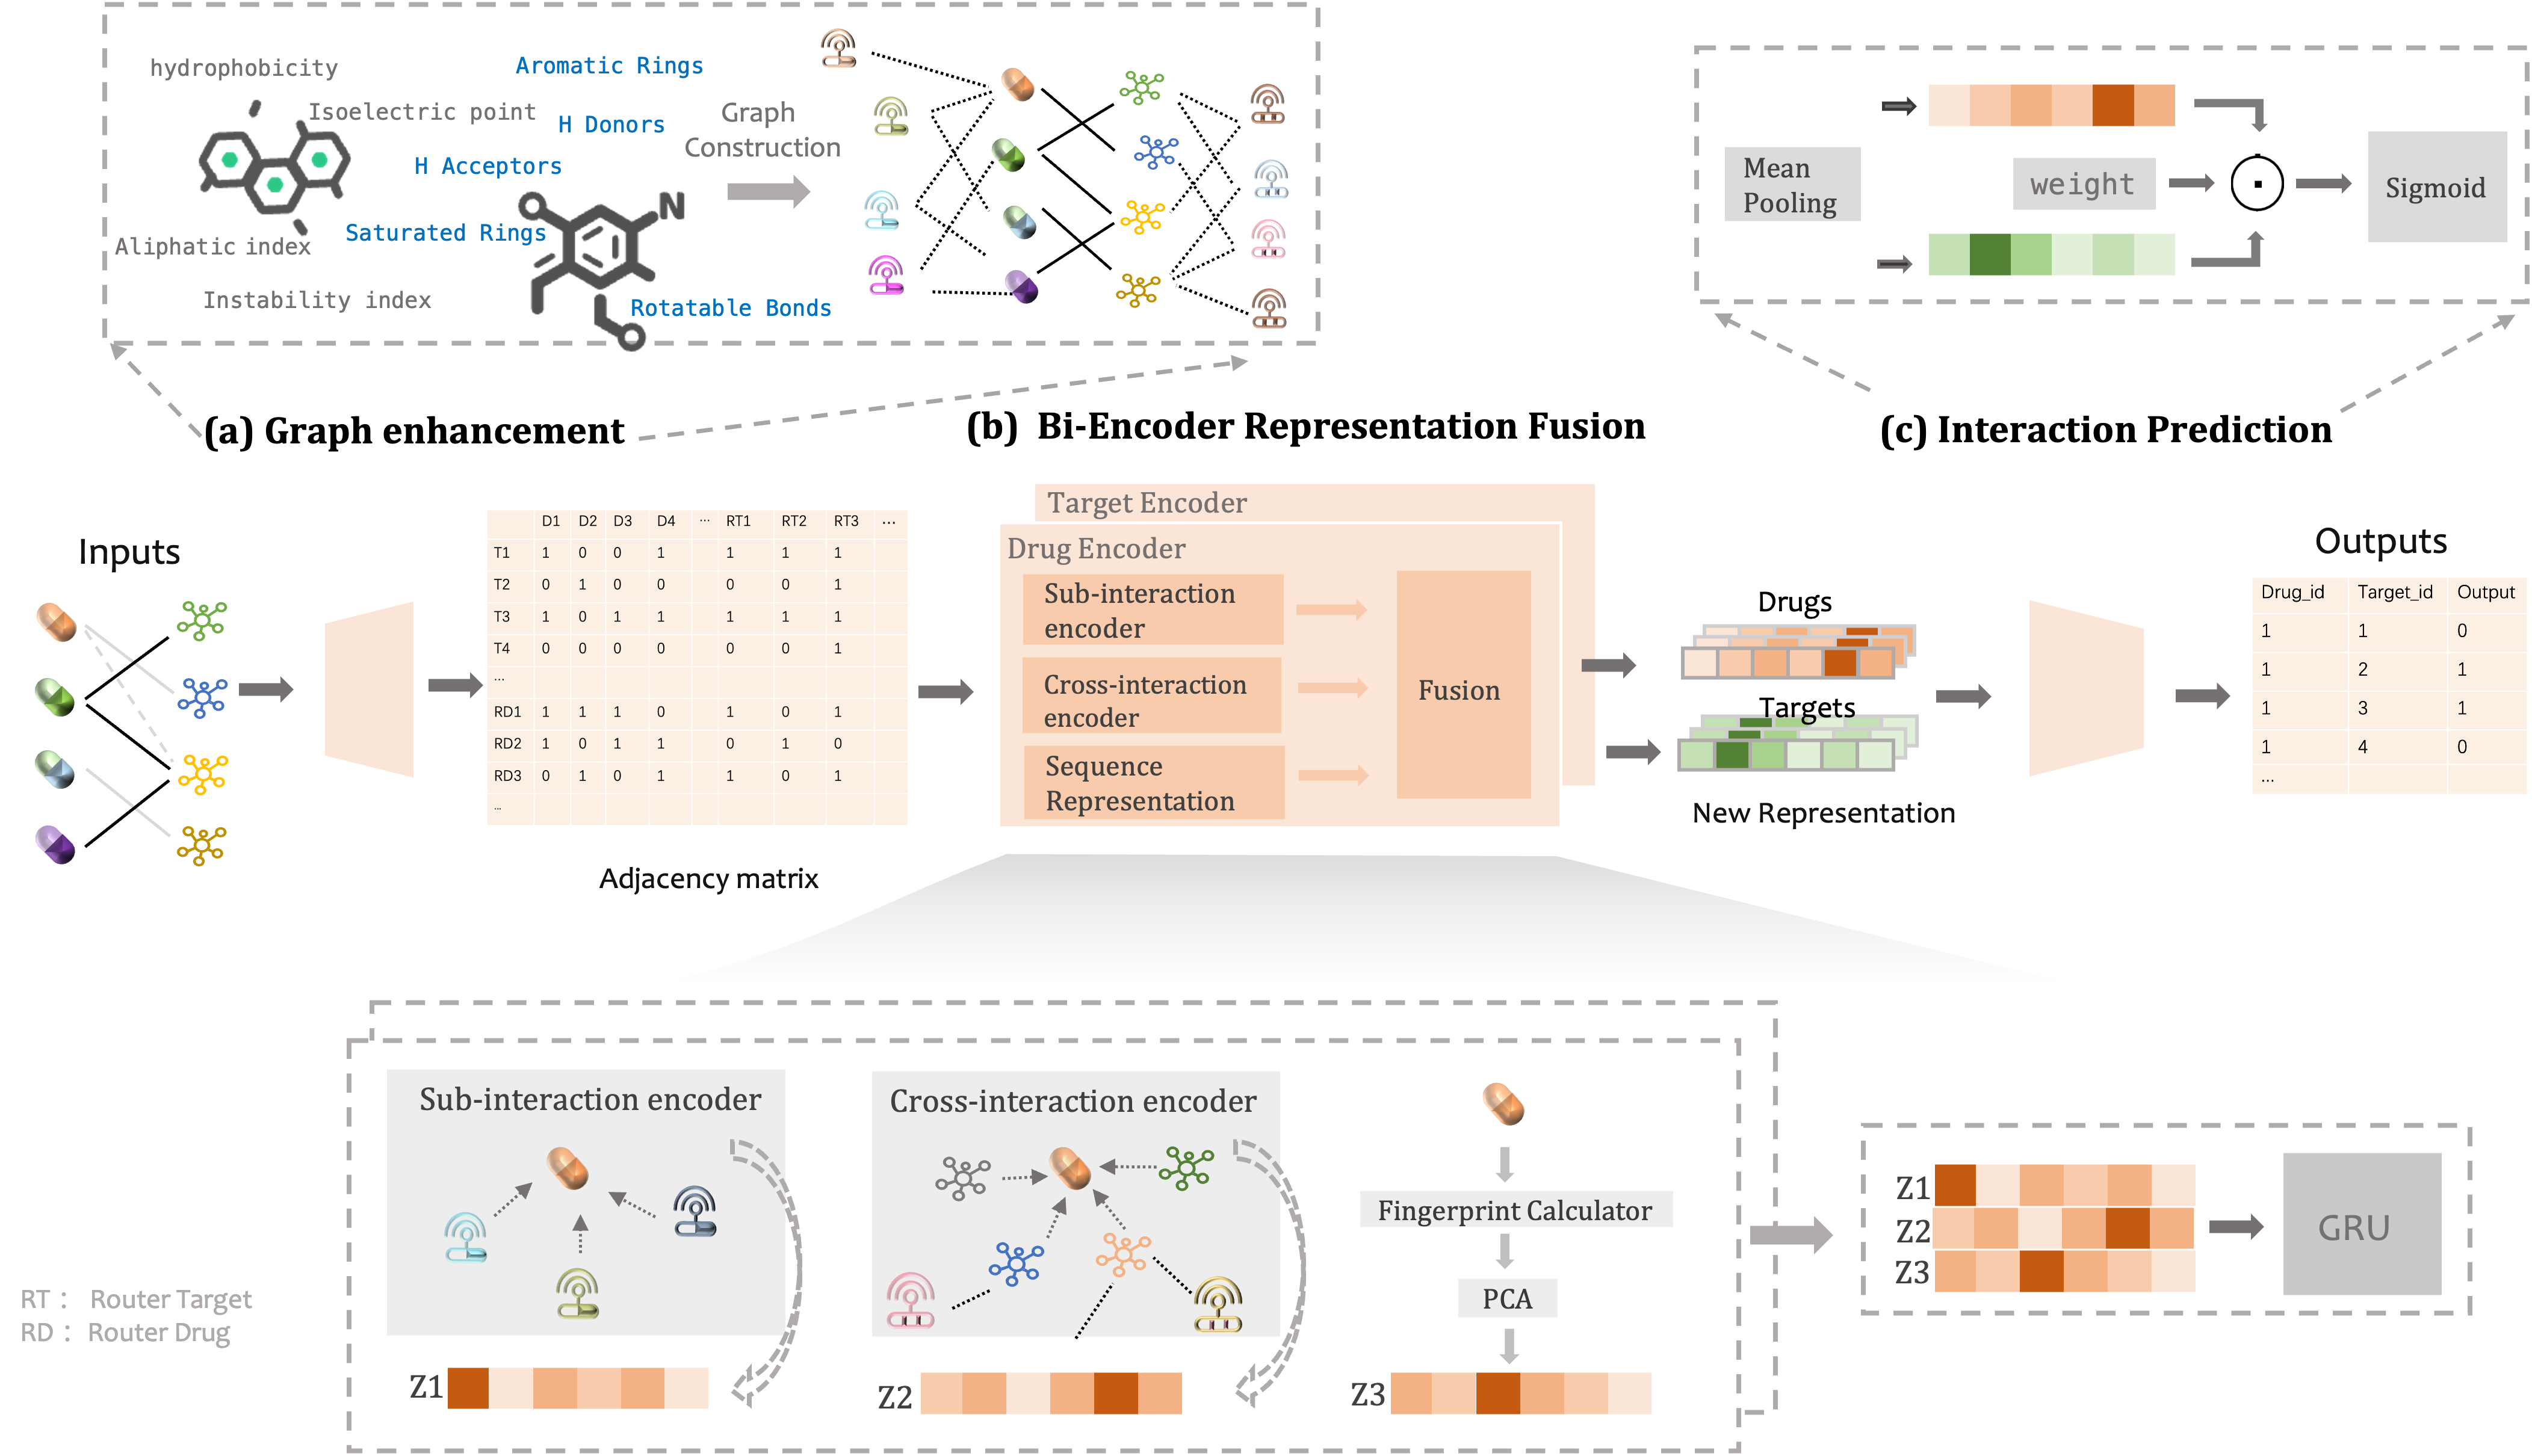 hydrophobicity
Aromatic Rings
Isoelectric point
H Donors
H Acceptors
Saturated Rings
N
Aliphatic index
Instability index
Rotatable Bonds
Graph
Construction
Mean
Pooling
weight
Sigmoid
(a) Graph enhancement
(b) Bi-Encoder Representation Fusion
(c) Interaction Prediction
Inputs
D1 D2 D3 D4 ... RT1 RT2 RT3 ...
T1 1 0 0 1 1 1 1
T2 0 1 0 0 0 0 1
T3 1 0 1 1 1 1 1
T4 0 0 0 0 0 0 1
...
RD1 1 1 1 0 1 0 1
RD2 1 0 1 1 0 1 0
RD3 0 1 0 1 1 0 1
...
Adjacency matrix
Target Encoder
Drug Encoder
Sub-interaction
encoder
Cross-interaction
encoder
Sequence
Representation
Fusion
Drugs
Targets
New Representation
Outputs
Drug_id Target_id Output
1 1 0
1 2 1
1 3 1
1 4 0
...
Sub-interaction encoder
Z1
Cross-interaction encoder
Z2
Fingerprint Calculator
PCA
Z3
Z1
Z2
Z3
GRU
RT : Router Target
RD : Router Drug